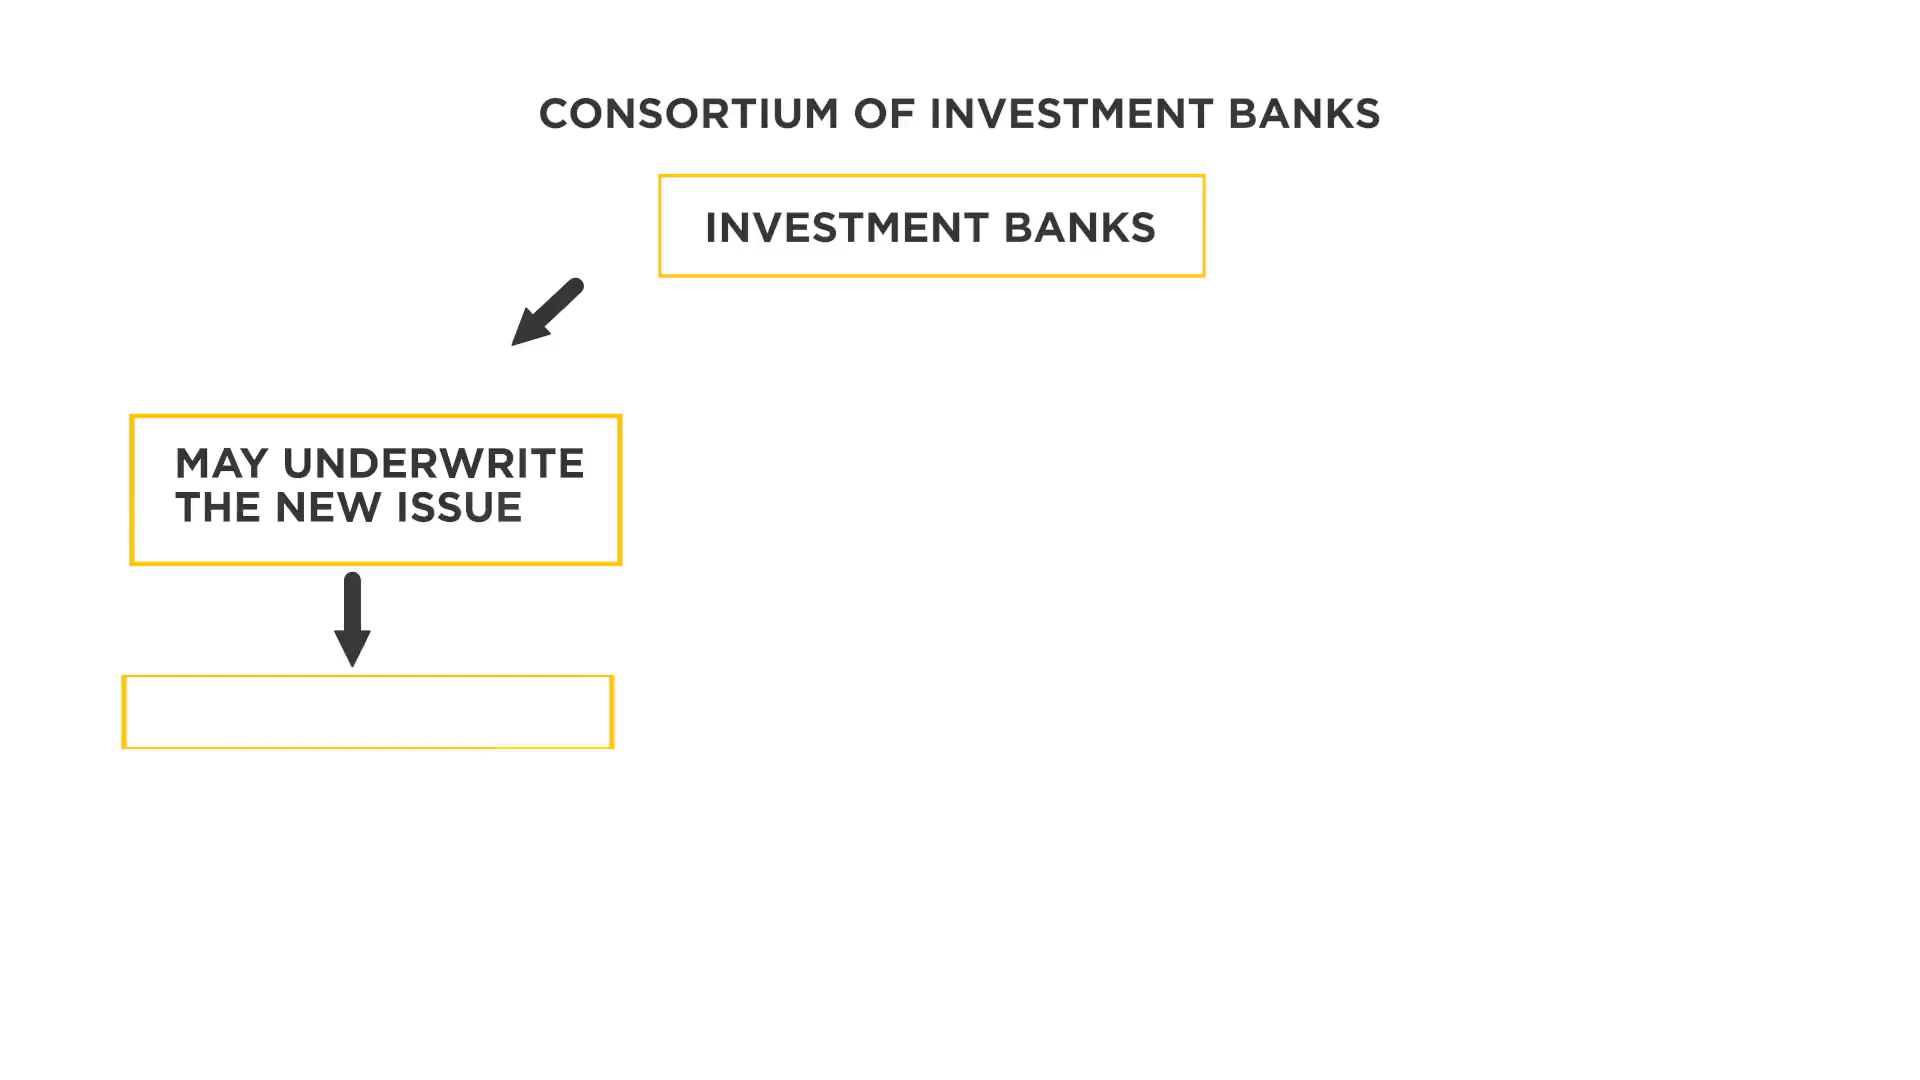 CONSORTIUM OF INVESTMENT BANKS
INVESTMENT BANKS
MAY UNDERWRITE
THE NEW ISSUE